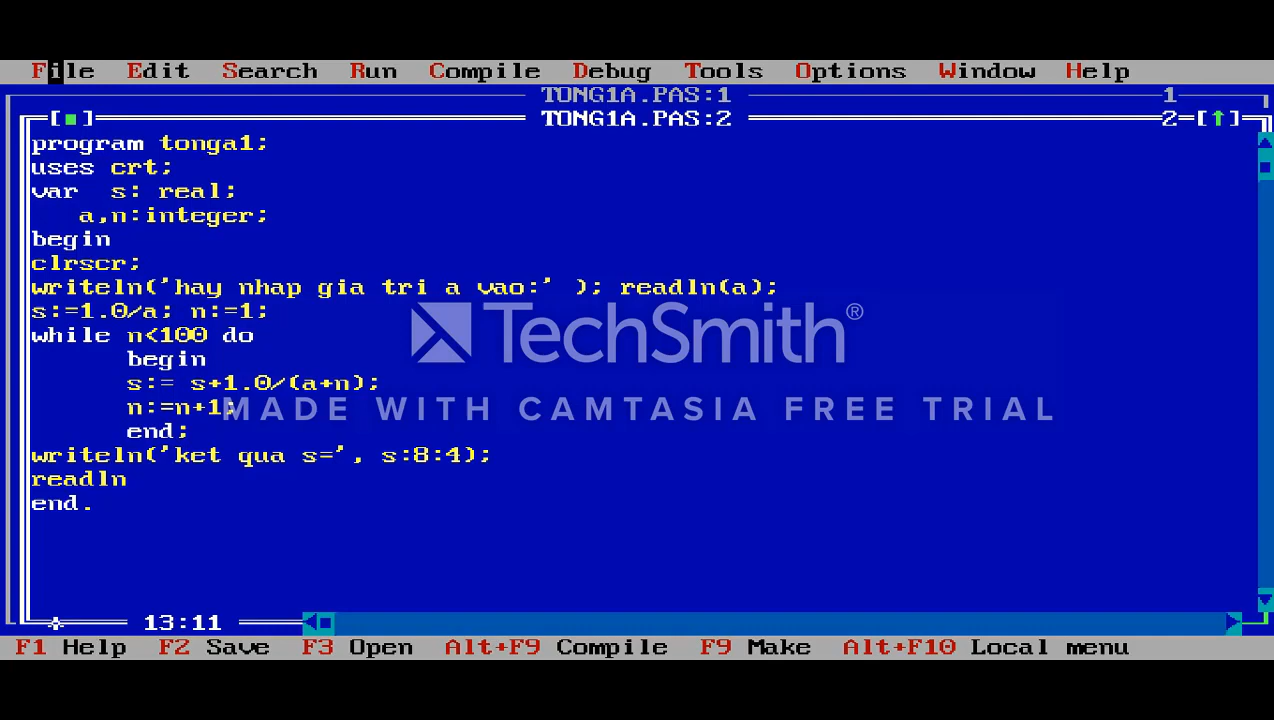 File Edit Search Run Compile Debug Tools Options Window Help
TONG1A.PAS:1 1
[■] TONG1A.PAS:2 2=[↑]
program tonga1;
uses crt;
var s: real;
a,n:integer;
begin
clrscr;
writeln('hay nhap gia tri a vao:' ); readln(a);
s:=1.0/a; n:=1;
while n<100 do
begin
s:= s+1.0/(a+n);
n:=n+1;
end;
writeln('ket qua s=', s:8:4);
readln
end.
TechSmith®
MADE WITH CAMTASIA FREE TRIAL
13:11
F1 Help F2 Save F3 Open Alt+F9 Compile F9 Make Alt+F10 Local menu